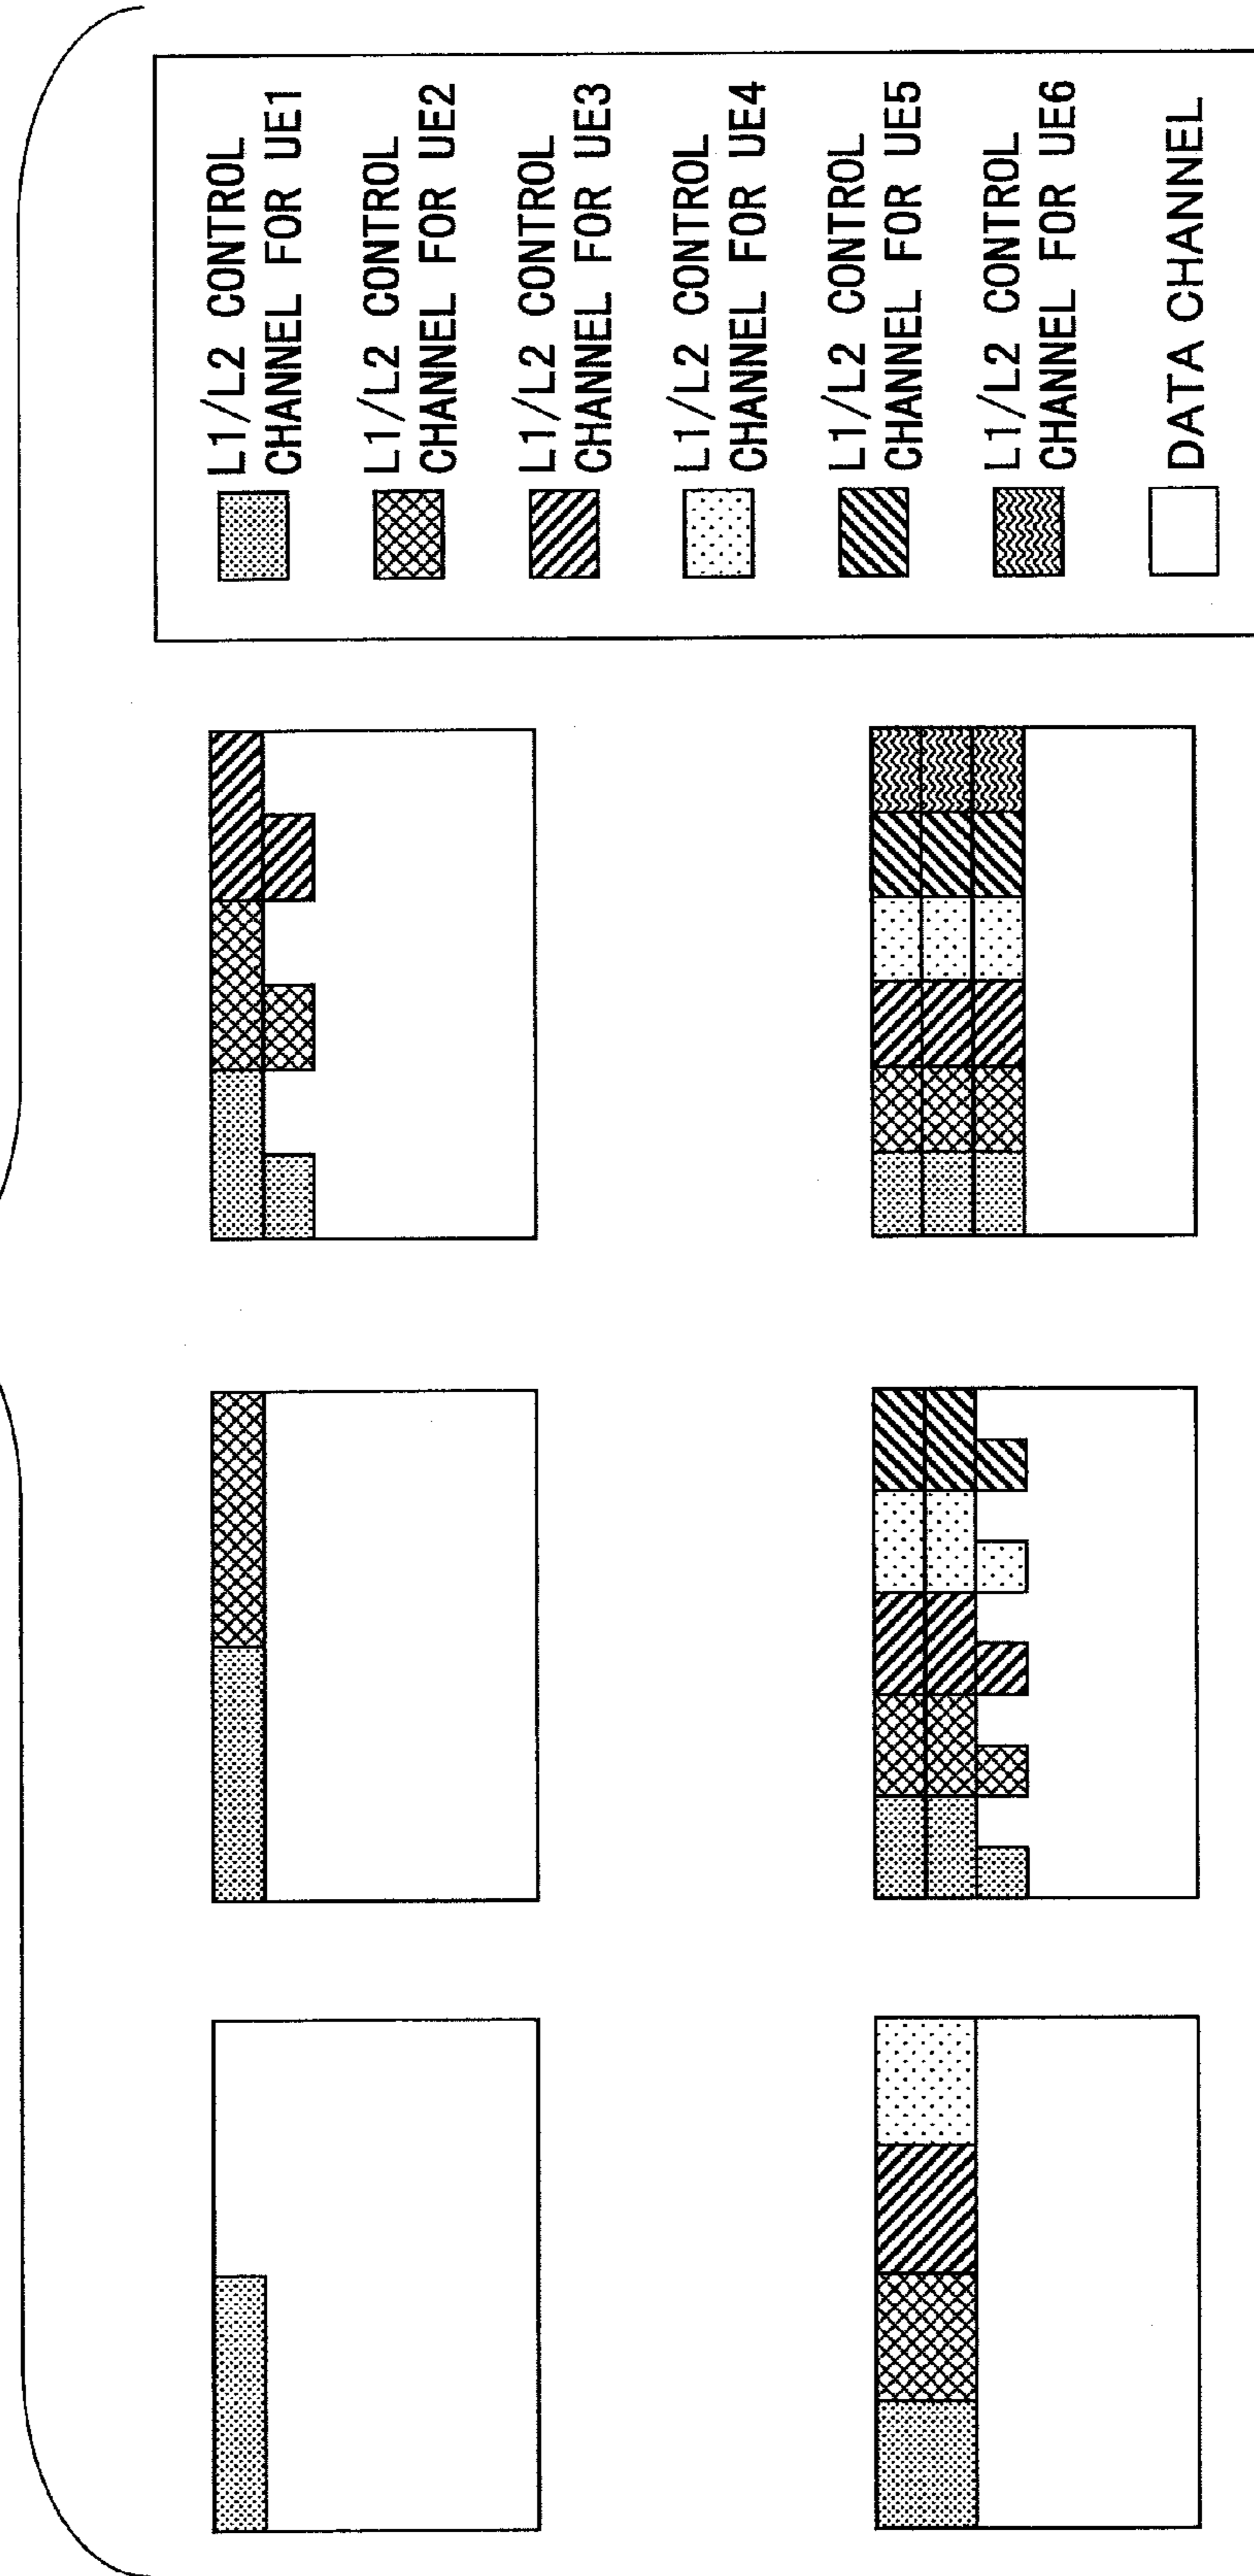 L1/L2 CONTROL
CHANNEL FOR UE1
L1/L2 CONTROL
CHANNEL FOR UE2
L1/L2 CONTROL
CHANNEL FOR UE3
L1/L2 CONTROL
CHANNEL FOR UE4
L1/L2 CONTROL
CHANNEL FOR UE5
L1/L2 CONTROL
CHANNEL FOR UE6
DATA CHANNEL